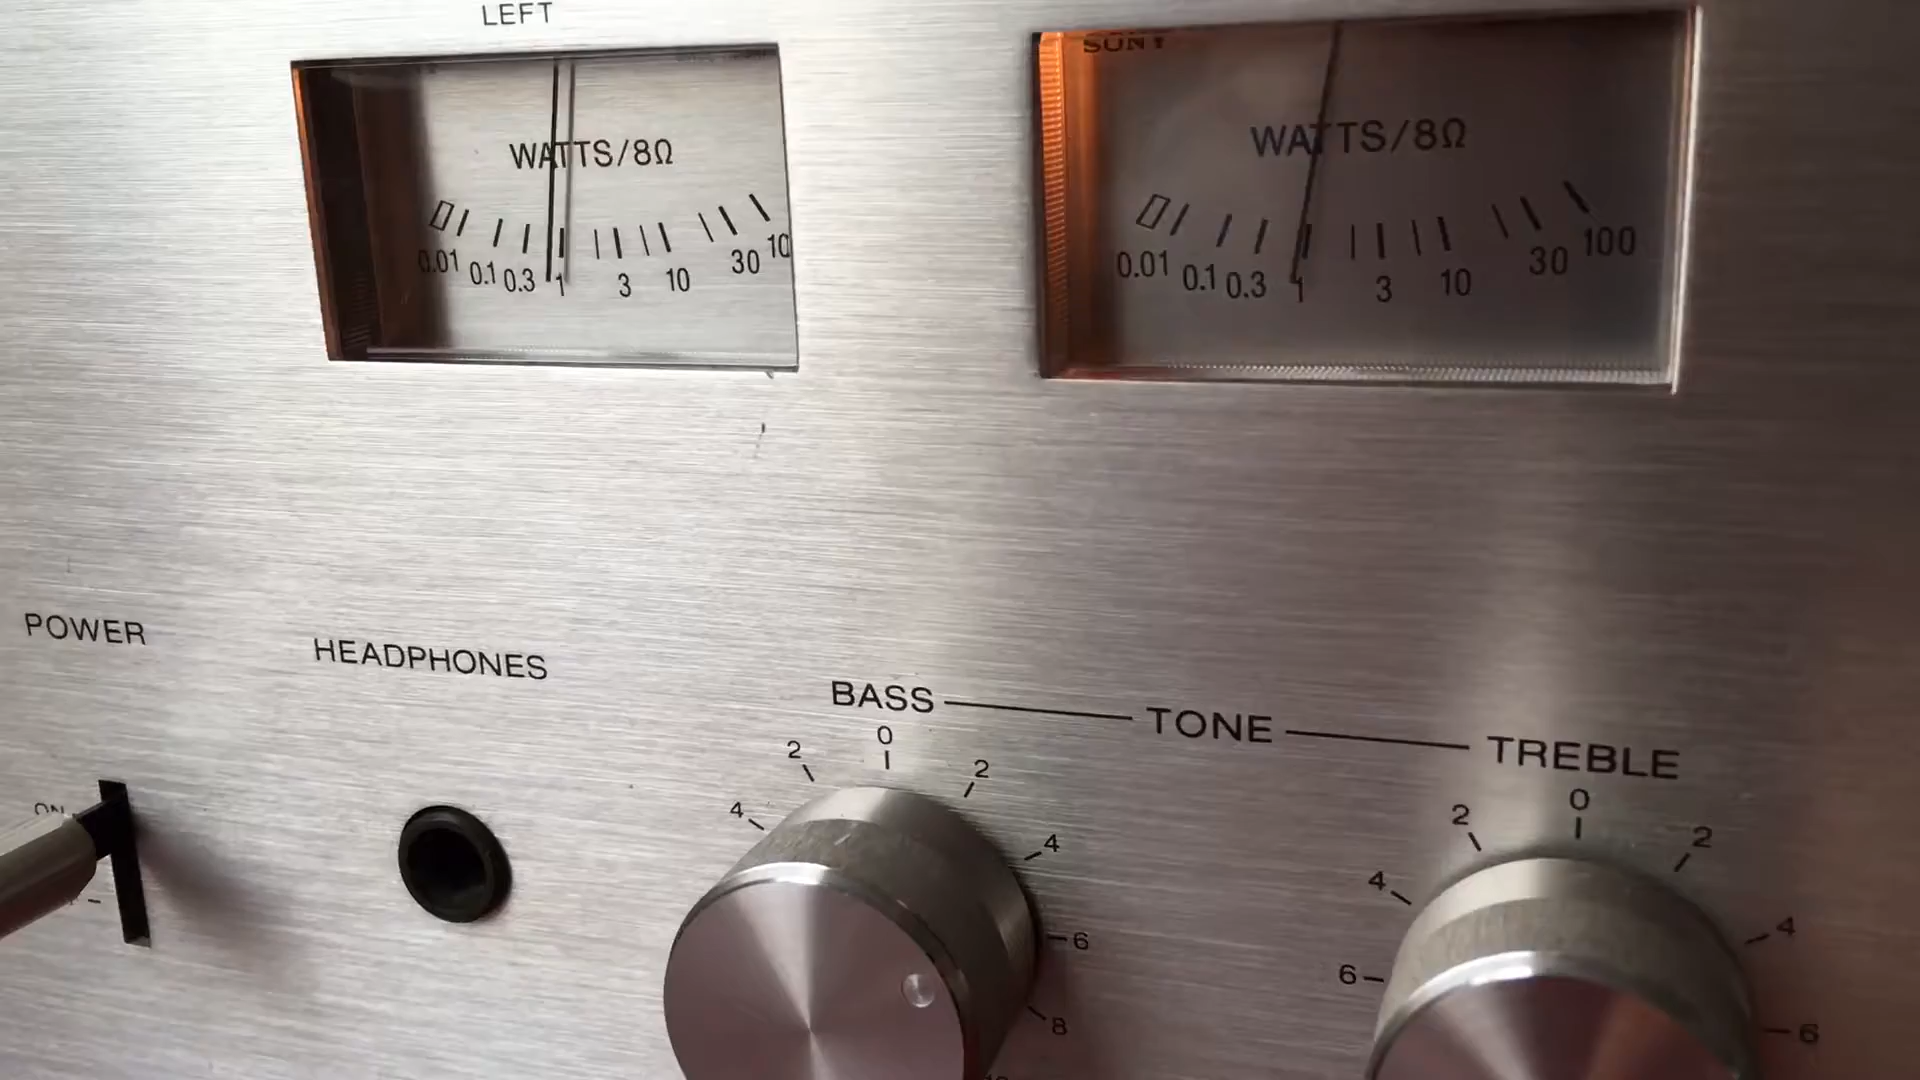 LEFT
WATTS/8Ω
0.01 0.1 0.3 1 3 10 30 10
SONY
WATTS/8Ω
0.01 0.1 0.3 1 3 10 30 100
POWER
ON
HEADPHONES
BASS TONE TREBLE
4 2 0 2 4 6 8
6 4 2 0 2 4 6